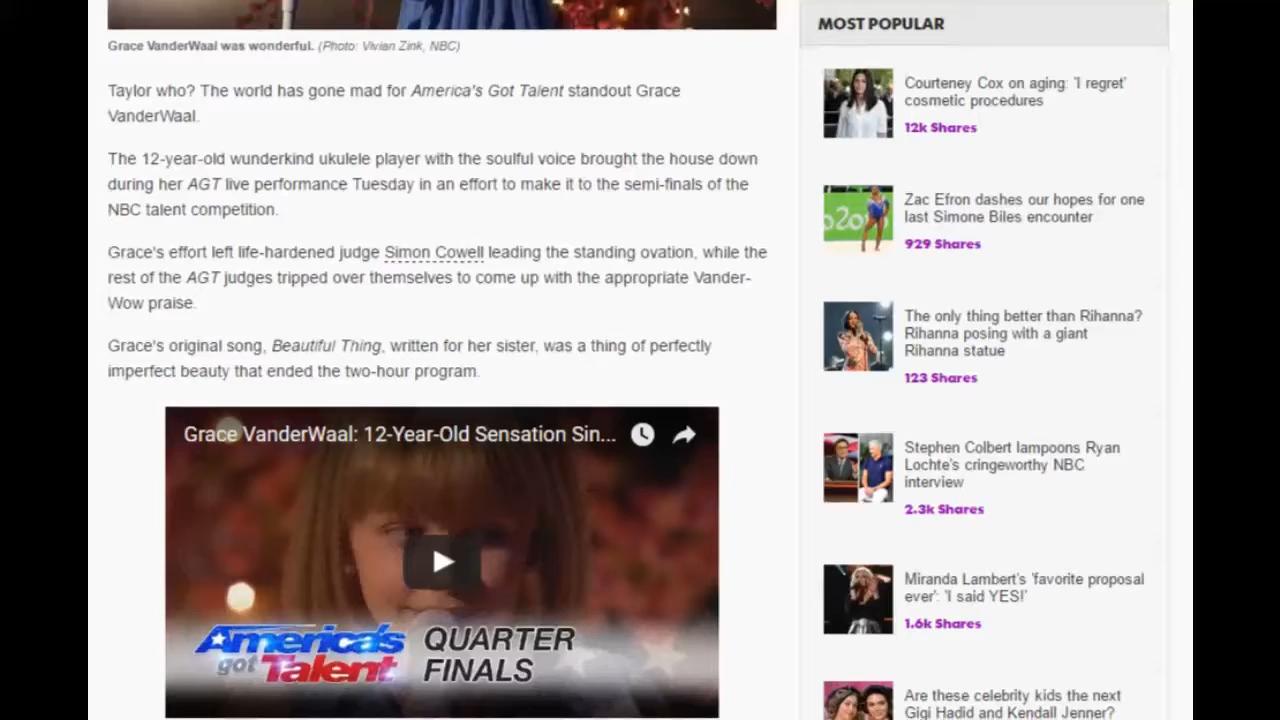 Grace VanderWaal was wonderful. (Photo: Vivian Zink, NBC)
Taylor who? The world has gone mad for America's Got Talent standout Grace
VanderWaal.
The 12-year-old wunderkind ukulele player with the soulful voice brought the house down
during her AGT live performance Tuesday in an effort to make it to the semi-finals of the
NBC talent competition.
Grace's effort left life-hardened judge Simon Cowell leading the standing ovation, while the
rest of the AGT judges tripped over themselves to come up with the appropriate Vander-
Wow praise.
Grace's original song, Beautiful Thing, written for her sister, was a thing of perfectly
imperfect beauty that ended the two-hour program.
Grace VanderWaal: 12-Year-Old Sensation Sin...
America's
got Talent
QUARTER
FINALS
MOST POPULAR
Courteney Cox on aging: 'I regret'
cosmetic procedures
12k Shares
Zac Efron dashes our hopes for one
last Simone Biles encounter
929 Shares
The only thing better than Rihanna?
Rihanna posing with a giant
Rihanna statue
123 Shares
Stephen Colbert lampoons Ryan
Lochte's cringeworthy NBC
interview
2.3k Shares
Miranda Lambert's 'favorite proposal
ever': 'I said YES!'
1.6k Shares
Are these celebrity kids the next
Gigi Hadid and Kendall Jenner?